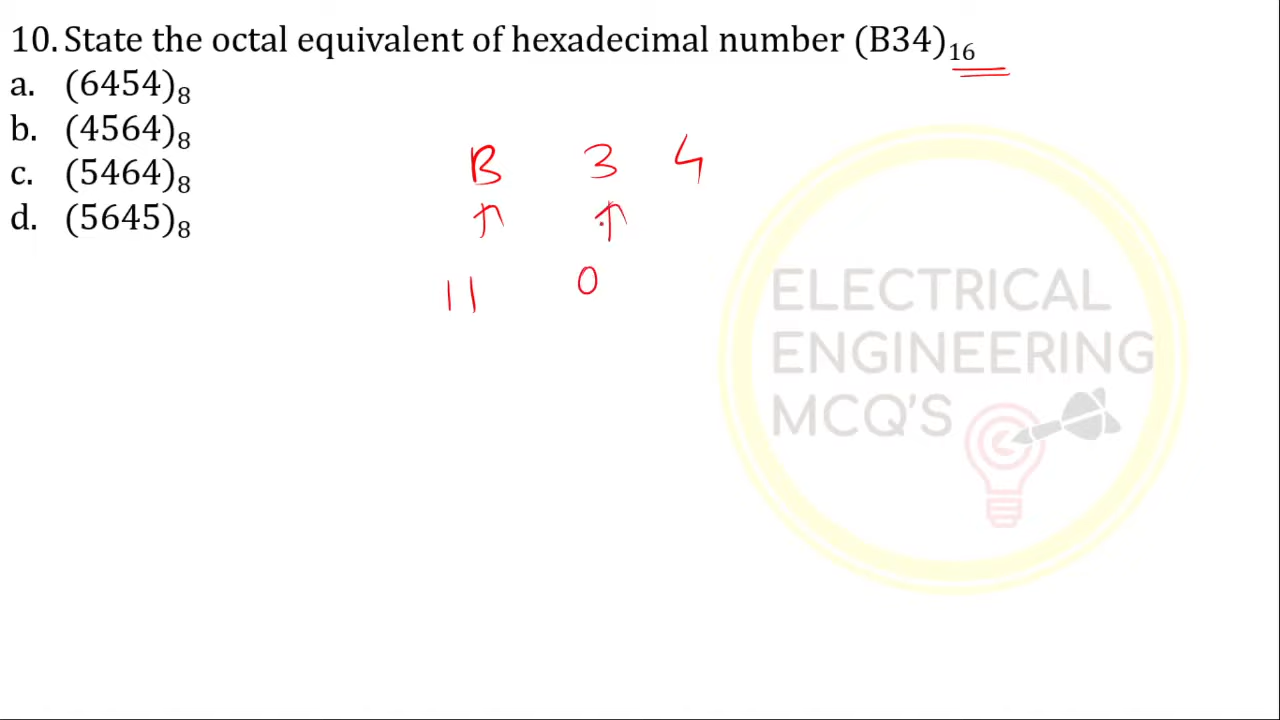 10. State the octal equivalent of hexadecimal number (B34)₁₆
a. (6454)₈
b. (4564)₈
c. (5464)₈
d. (5645)₈
B 3 4
11 0
ELECTRICAL
ENGINEERING
MCQ'S